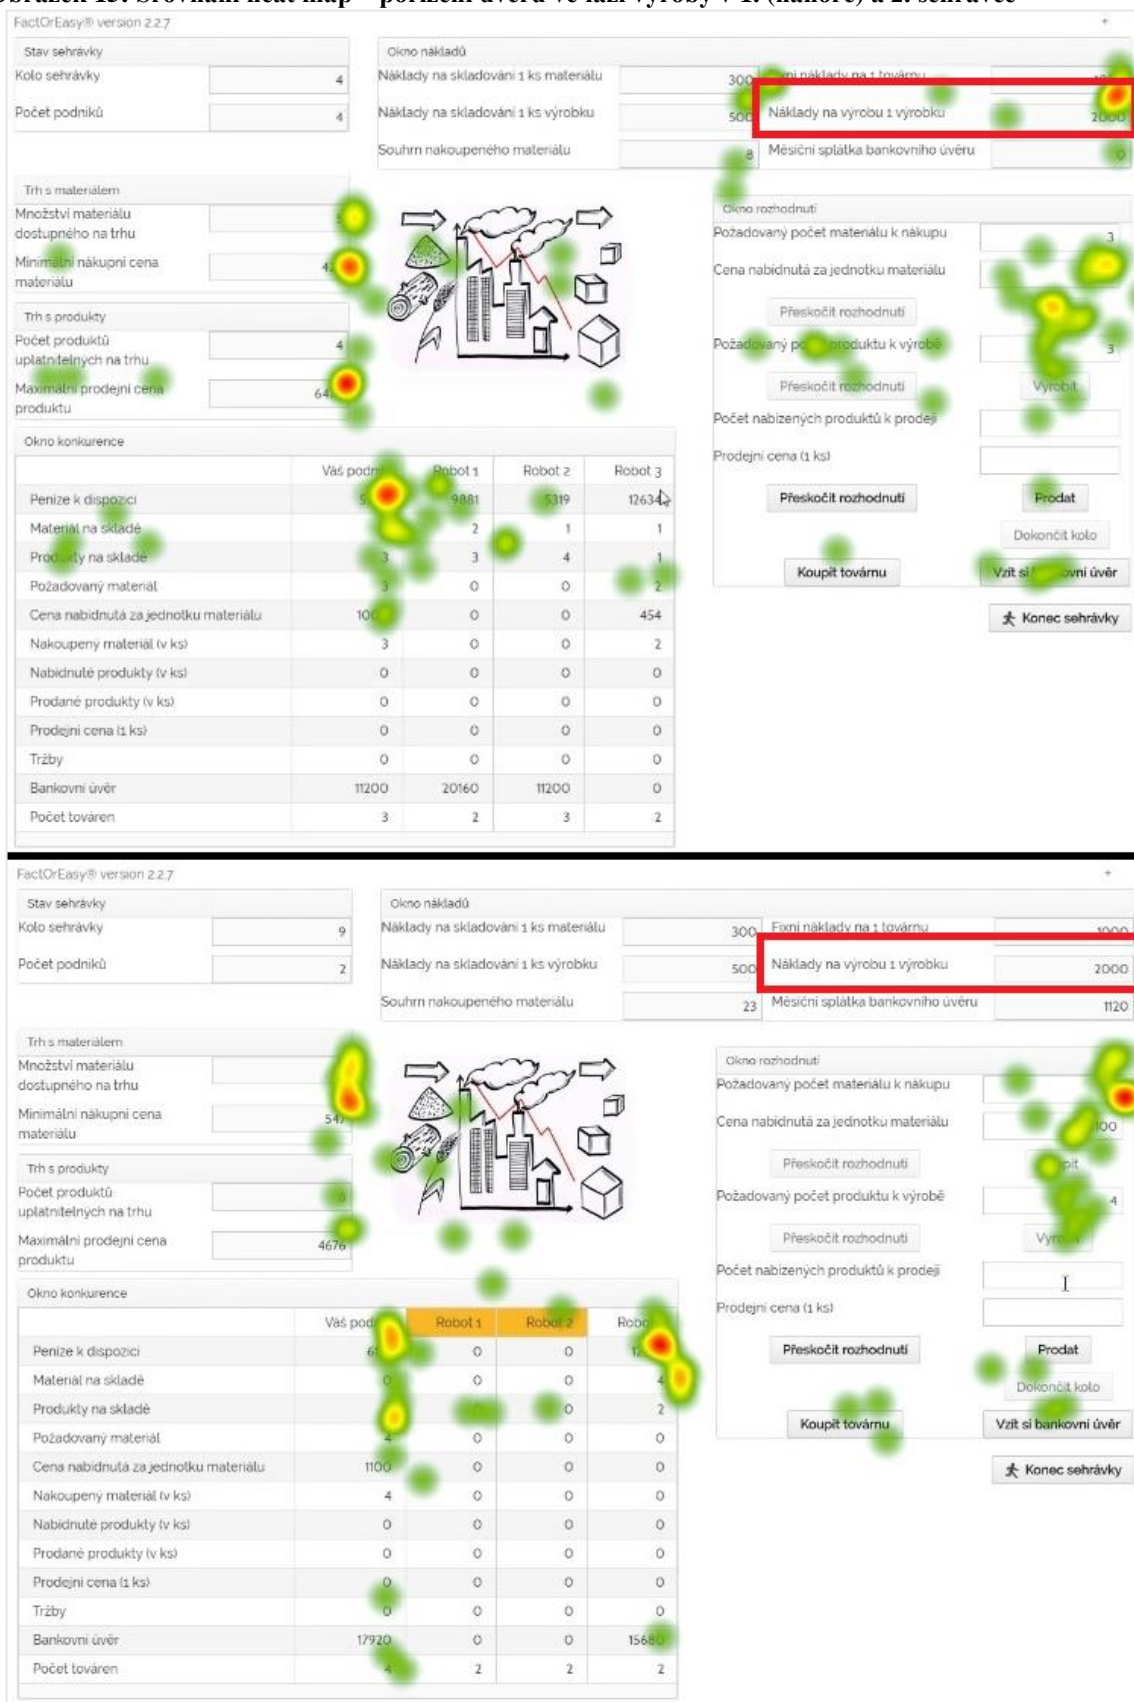 FactOrEasy® version 2.2.7
+
Stav sehrávky
Kolo sehrávky 4
Počet podniků 4
Okno nákladů
Náklady na skladování 1 ks materiálu 300
Náklady na skladování 1 ks výrobku 500
Náklady na výrobu 1 výrobku 2000
Souhrn nakoupeného materiálu 8
Měsíční splátka bankovního úvěru 0
Trh s materiálem
Množství materiálu
dostupného na trhu
Minimální nákupní cena
materiálu
Trh s produkty
Počet produktů 4
uplatnitelných na trhu
Maximální prodejní cena
produktu
Okno rozhodnutí
Požadovaný počet materiálu k nákupu 3
Cena nabídnutá za jednotku materiálu
Přeskočit rozhodnutí
Požadovaný produktu k výrobě 3
Přeskočit rozhodnutí Vyrobit
Počet nabízených produktů k prodeji
Prodejní cena (1 ks)
Přeskočit rozhodnutí Prodat
Dokončit kolo
Koupit továrnu Vzít si bankovní úvěr
Konec sehrávky
Okno konkurence
Váš Robot 1 Robot 2 Robot 3
Peníze k dispozici 9881 5319 12634
Materiál na skladě 2 1 1
Produkty na skladě 3 3 4 1
Požadovaný materiál 3 0 0 2
Cena nabídnutá za jednotku materiálu 0 0 454
Nakoupený materiál (v ks) 3 0 0 2
Nabídnuté produkty (v ks) 0 0 0 0
Prodané produkty (v ks) 0 0 0 0
Prodejní cena (1 ks) 0 0 0 0
Tržby 0 0 0 0
Bankovní úvěr 11200 20160 11200 0
Počet továren 3 2 3 2
FactOrEasy® version 2.2.7
+
Stav sehrávky
Kolo sehrávky 9
Počet podniků 2
Okno nákladů
Náklady na skladování 1 ks materiálu 300
Fixní náklady na 1 továrnu 1000
Náklady na skladování 1 ks výrobku 500
Náklady na výrobu 1 výrobku 2000
Souhrn nakoupeného materiálu 23
Měsíční splátka bankovního úvěru 1120
Trh s materiálem
Množství materiálu
dostupného na trhu
Minimální nákupní cena 547
materiálu
Trh s produkty
Počet produktů 6
uplatnitelných na trhu
Maximální prodejní cena 4676
produktu
Okno rozhodnutí
Požadovaný počet materiálu k nákupu
Cena nabídnutá za jednotku materiálu
Přeskočit rozhodnutí
Požadovaný počet produktu k výrobě 4
Přeskočit rozhodnutí
Počet nabízených produktů k prodeji
Prodejní cena (1 ks)
Přeskočit rozhodnutí Prodat
Dokončit kolo
Koupit továrnu Vzít si bankovní úvěr
Konec sehrávky
Okno konkurence
Váš Robot 1 Robot 2
Peníze k dispozici 0 0
Materiál na skladě 0 0 0 4
Produkty na skladě 0 2
Požadovaný materiál 4 0 0 0
Cena nabídnutá za jednotku materiálu 1100 0 0 0
Nakoupený materiál (v ks) 4 0 0 0
Nabídnuté produkty (v ks) 0 0 0 0
Prodané produkty (v ks) 0 0 0 0
Prodejní cena (1 ks) 0 0 0 0
Tržby 0 0 0 0
Bankovní úvěr 17920 0 0 15680
Počet továren 4 2 2 2